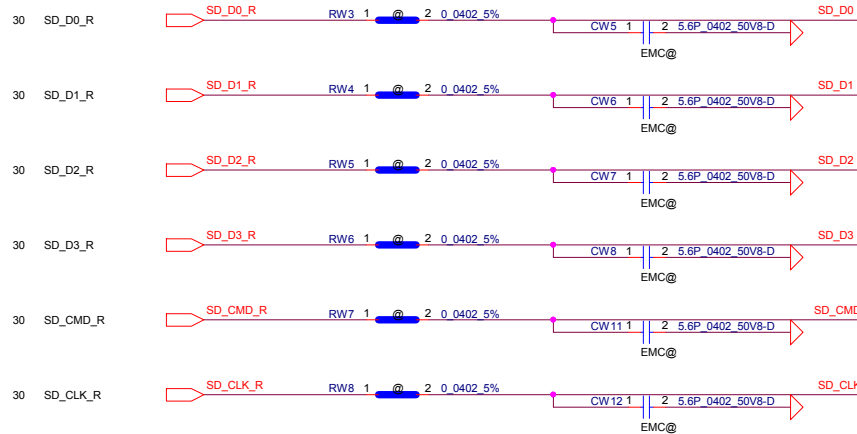 30 SD_D0_R SD_D0_R RW3 1 @ 2 0_0402_5% SD_D0
CW5 1 2 5.6P_0402_50V8-D
EMC@
30 SD_D1_R SD_D1_R RW4 1 @ 2 0_0402_5% SD_D1
CW6 1 2 5.6P_0402_50V8-D
EMC@
30 SD_D2_R SD_D2_R RW5 1 @ 2 0_0402_5% SD_D2
CW7 1 2 5.6P_0402_50V8-D
EMC@
30 SD_D3_R SD_D3_R RW6 1 @ 2 0_0402_5% SD_D3
CW8 1 2 5.6P_0402_50V8-D
EMC@
30 SD_CMD_R SD_CMD_R RW7 1 @ 2 0_0402_5% SD_CMD
CW11 1 2 5.6P_0402_50V8-D
EMC@
30 SD_CLK_R SD_CLK_R RW8 1 @ 2 0_0402_5% SD_CLK
CW12 1 2 5.6P_0402_50V8-D
EMC@